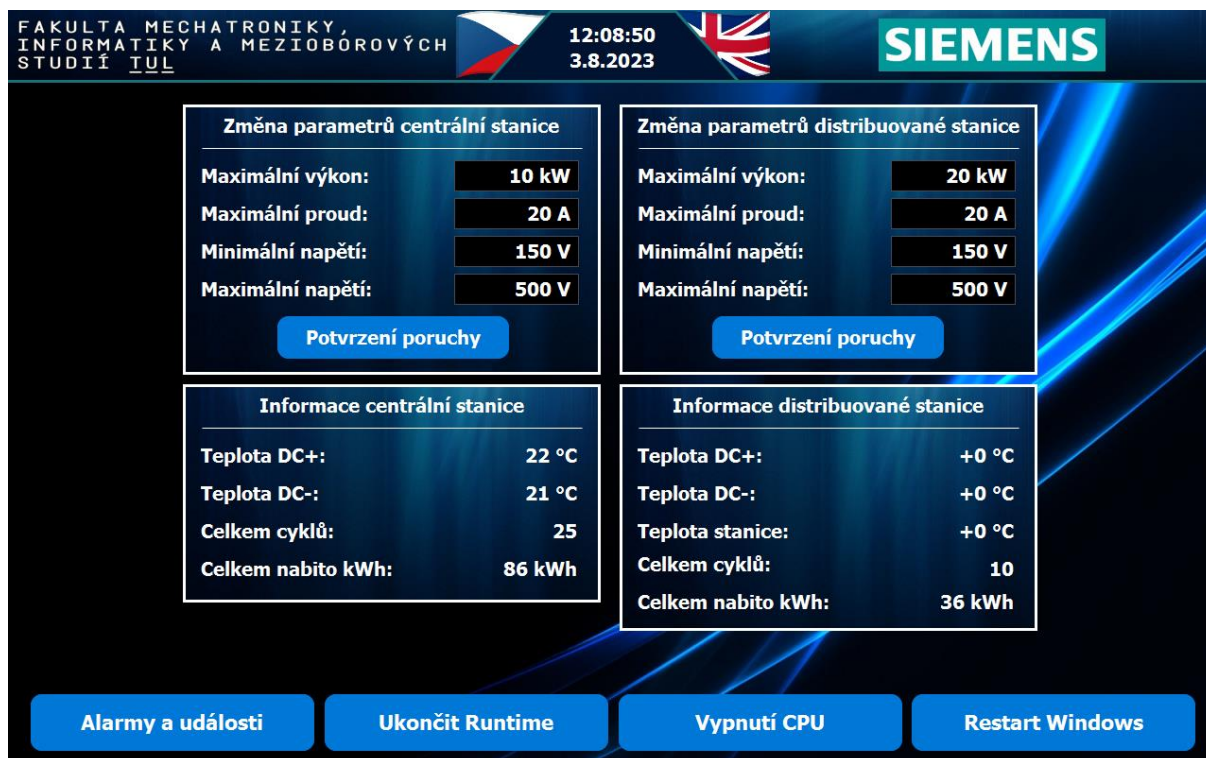 FAKULTA MECHATRONIKY,
INFORMATIKY A MEZIOBOROVÝCH
STUDIÍ TUL
12:08:50
3.8.2023
SIEMENS
Změna parametrů centrální stanice
Maximální výkon: 10 kW
Maximální proud: 20 A
Minimální napětí: 150 V
Maximální napětí: 500 V
Potvrzení poruchy
Změna parametrů distribuované stanice
Maximální výkon: 20 kW
Maximální proud: 20 A
Minimální napětí: 150 V
Maximální napětí: 500 V
Potvrzení poruchy
Informace centrální stanice
Teplota DC+: 22 °C
Teplota DC-: 21 °C
Celkem cyklů: 25
Celkem nabito kWh: 86 kWh
Informace distribuované stanice
Teplota DC+: +0 °C
Teplota DC-: +0 °C
Teplota stanice: +0 °C
Celkem cyklů: 10
Celkem nabito kWh: 36 kWh
Alarmy a události
Ukončit Runtime
Vypnutí CPU
Restart Windows